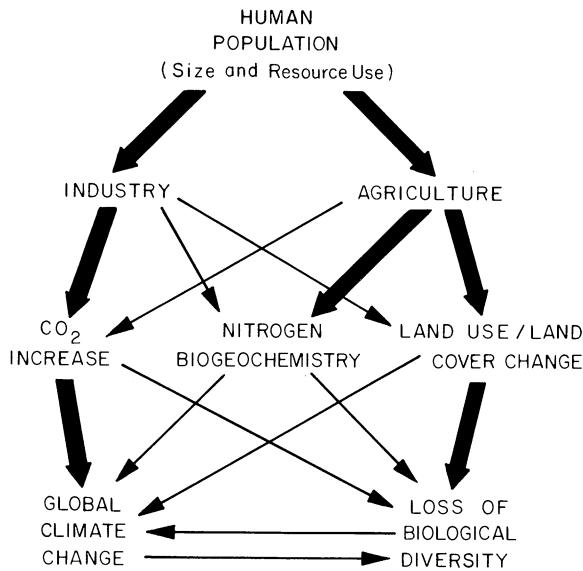 HUMAN
POPULATION
(Size and Resource Use)
INDUSTRY
AGRICULTURE
CO2
INCREASE
NITROGEN
BIOGEOCHEMISTRY
LAND USE/LAND
COVER CHANGE
GLOBAL
CLIMATE
CHANGE
LOSS OF
BIOLOGICAL
DIVERSITY